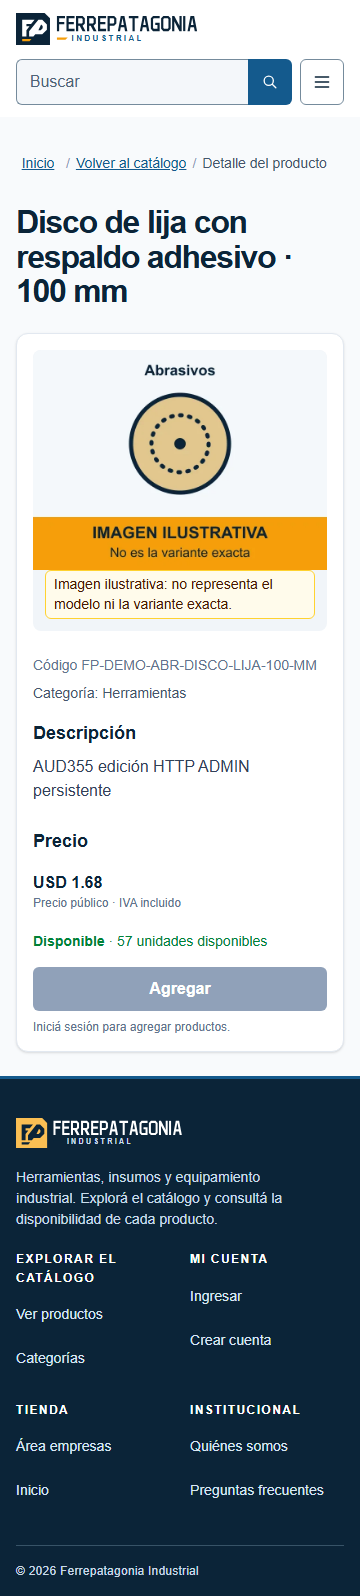 FP FERREPATAGONIA
INDUSTRIAL
Buscar
Inicio / Volver al catálogo / Detalle del producto
Disco de lija con
respaldo adhesivo ·
100 mm
Abrasivos
IMAGEN ILUSTRATIVA
No es la variante exacta
Imagen ilustrativa: no representa el
modelo ni la variante exacta.
Código FP-DEMO-ABR-DISCO-LIJA-100-MM
Categoría: Herramientas
Descripción
AUD355 edición HTTP ADMIN
persistente
Precio
USD 1.68
Precio público · IVA incluido
Disponible · 57 unidades disponibles
Agregar
Iniciá sesión para agregar productos.
FP FERREPATAGONIA
INDUSTRIAL
Herramientas, insumos y equipamiento
industrial. Explorá el catálogo y consultá la
disponibilidad de cada producto.
EXPLORAR EL
CATÁLOGO
Ver productos
Categorías
MI CUENTA
Ingresar
Crear cuenta
TIENDA
Área empresas
Inicio
INSTITUCIONAL
Quiénes somos
Preguntas frecuentes
© 2026 Ferrepatagonia Industrial